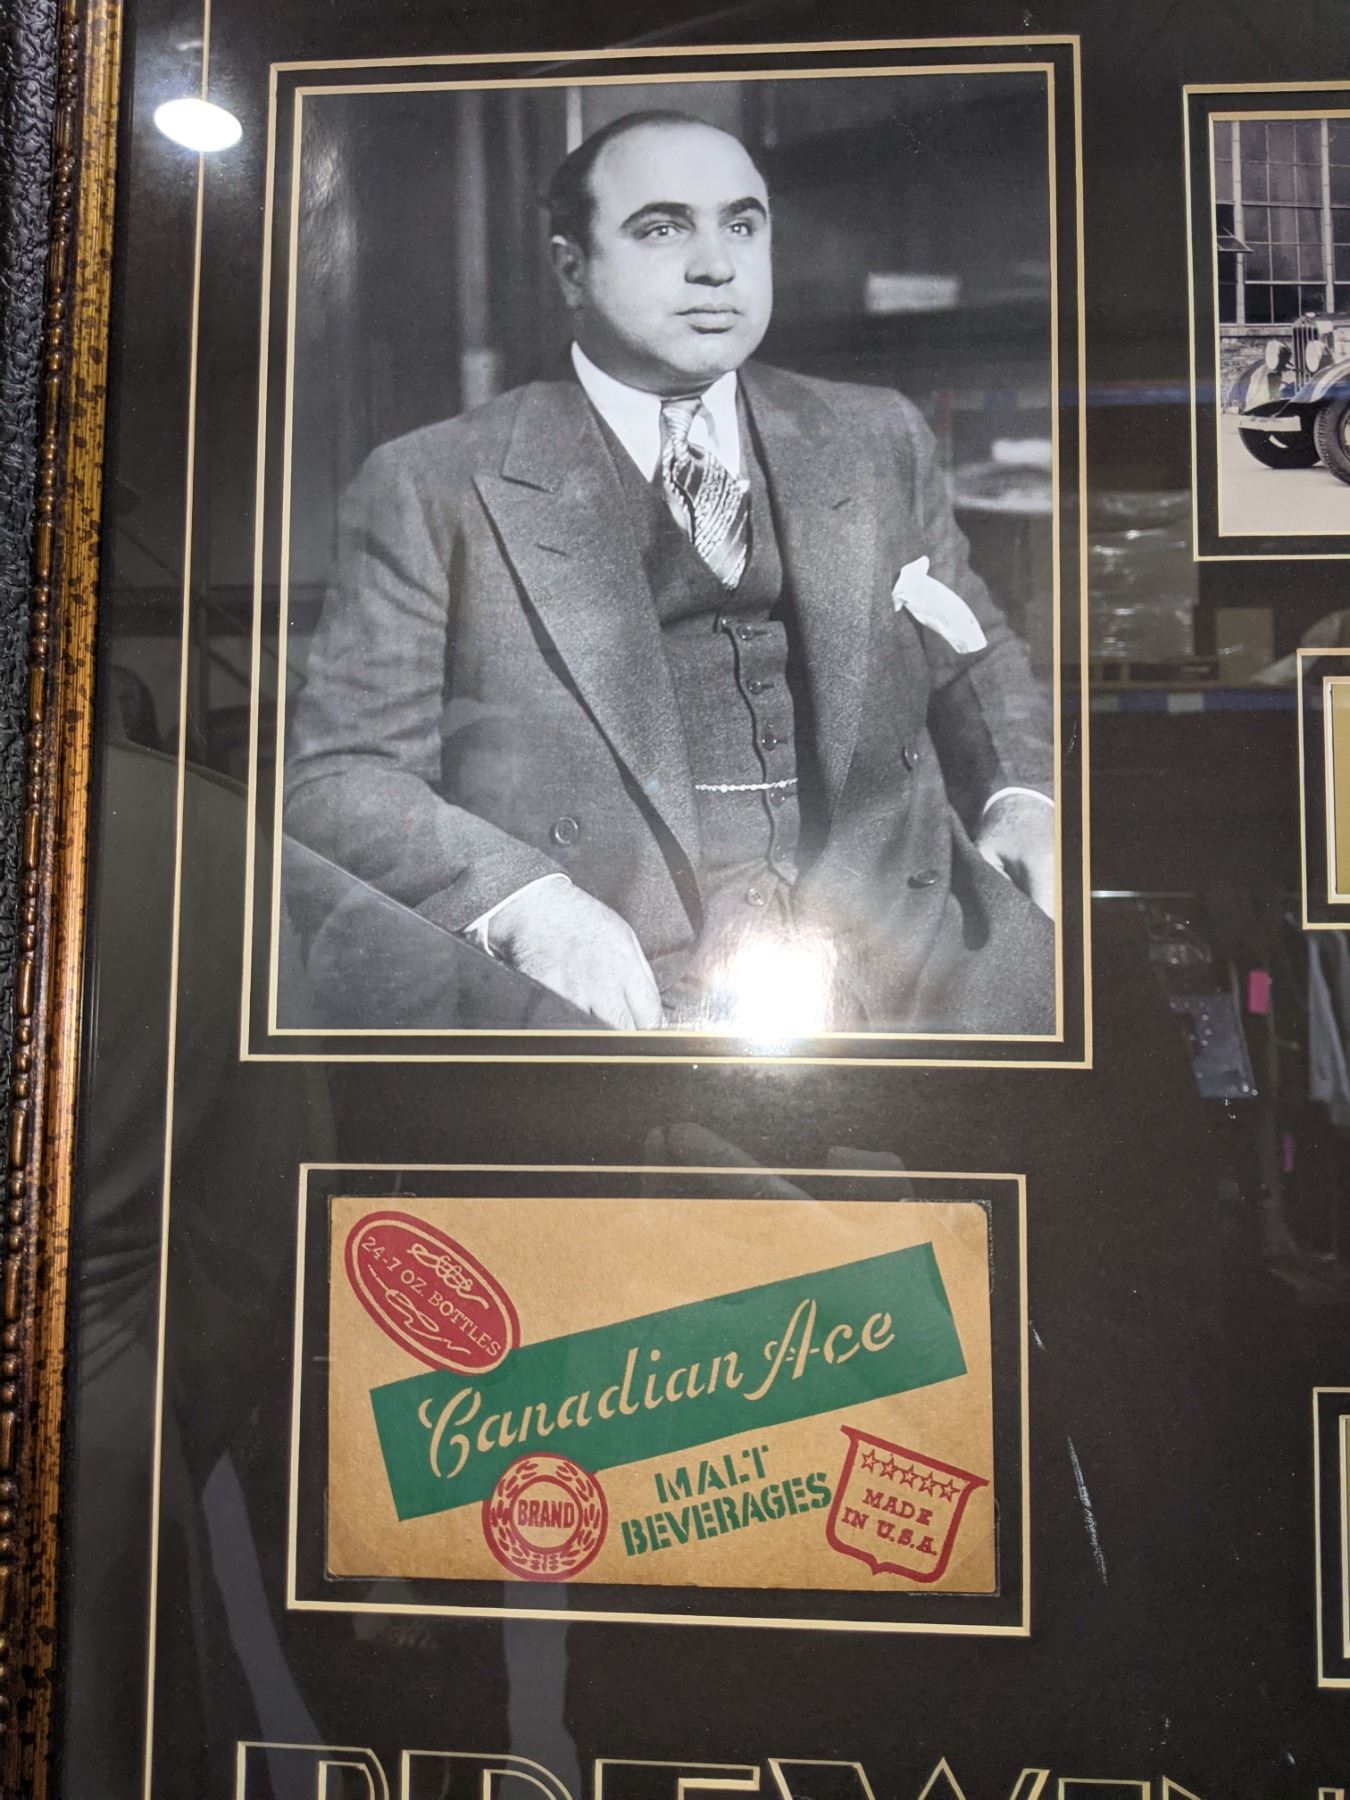 24-7 OZ. BOTTLES
Canadian Ace
BRAND
MALT
BEVERAGES
MADE
IN U.S.A.